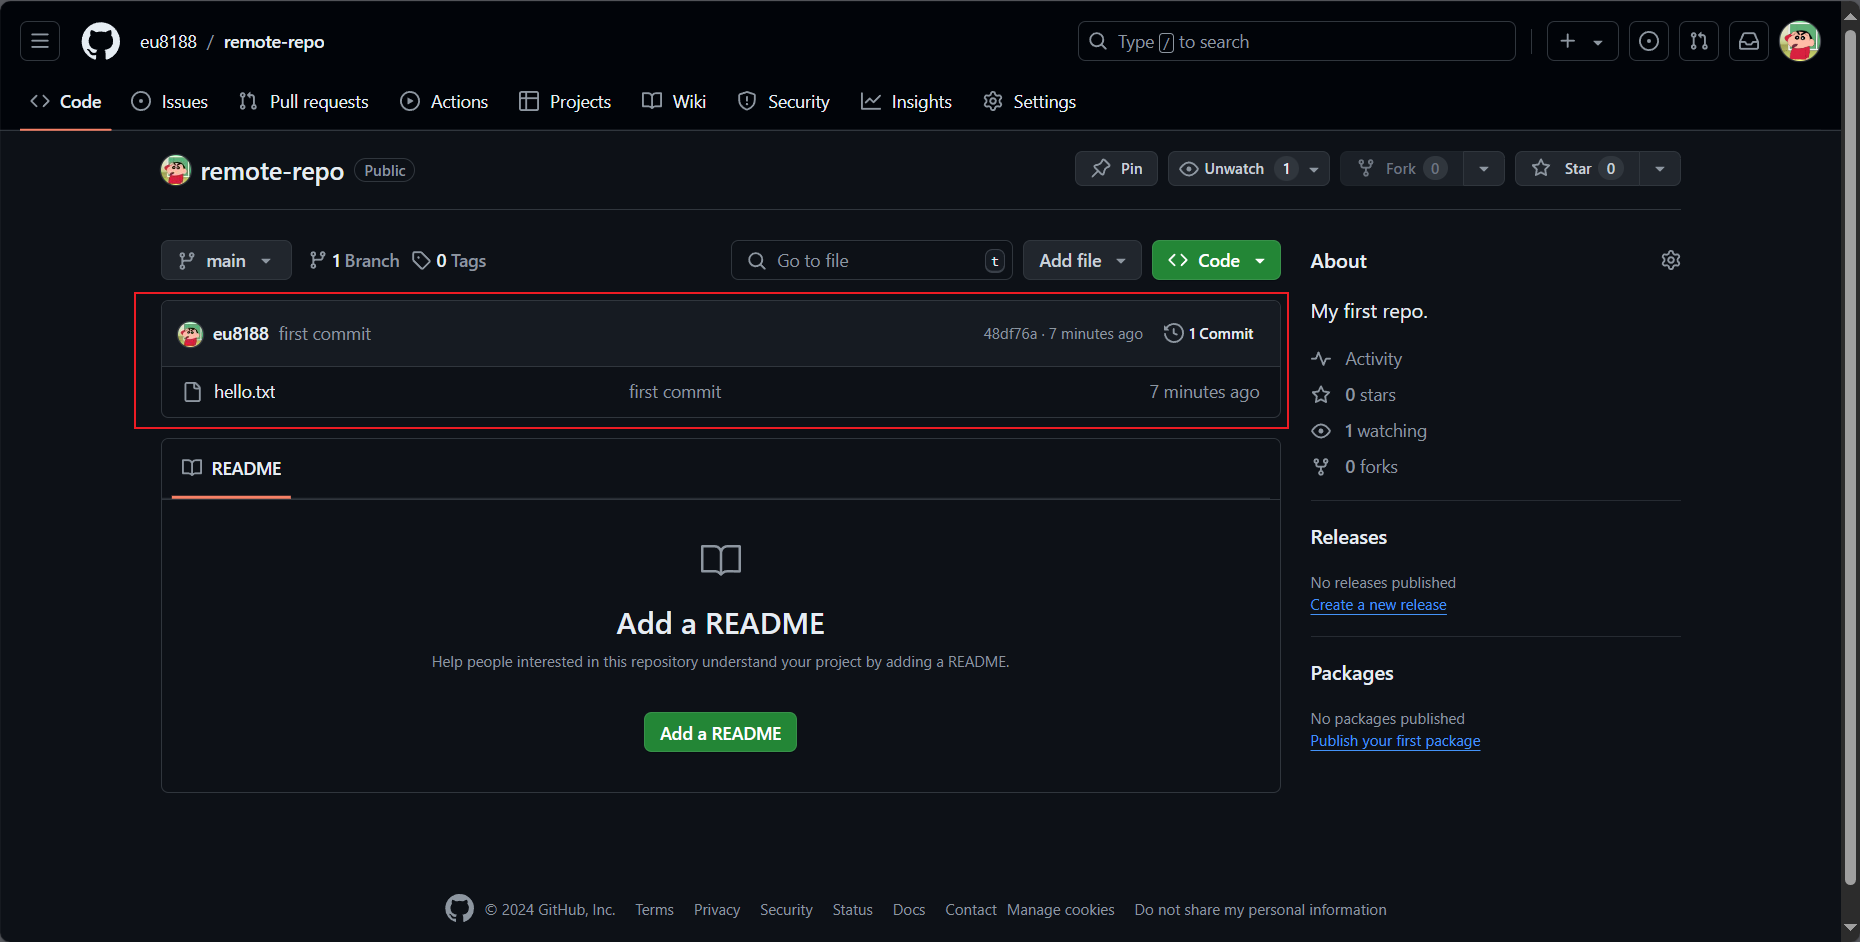 eu8188 / remote-repo
Type / to search
Code Issues Pull requests Actions Projects Wiki Security Insights Settings
remote-repo Public
Pin Unwatch 1 Fork 0 Star 0
main 1 Branch 0 Tags Go to file t Add file Code
eu8188 first commit 48df76a · 7 minutes ago 1 Commit
hello.txt first commit 7 minutes ago
README
Add a README
Help people interested in this repository understand your project by adding a README.
Add a README
About
My first repo.
Activity
0 stars
1 watching
0 forks
Releases
No releases published
Create a new release
Packages
No packages published
Publish your first package
© 2024 GitHub, Inc. Terms Privacy Security Status Docs Contact Manage cookies Do not share my personal information